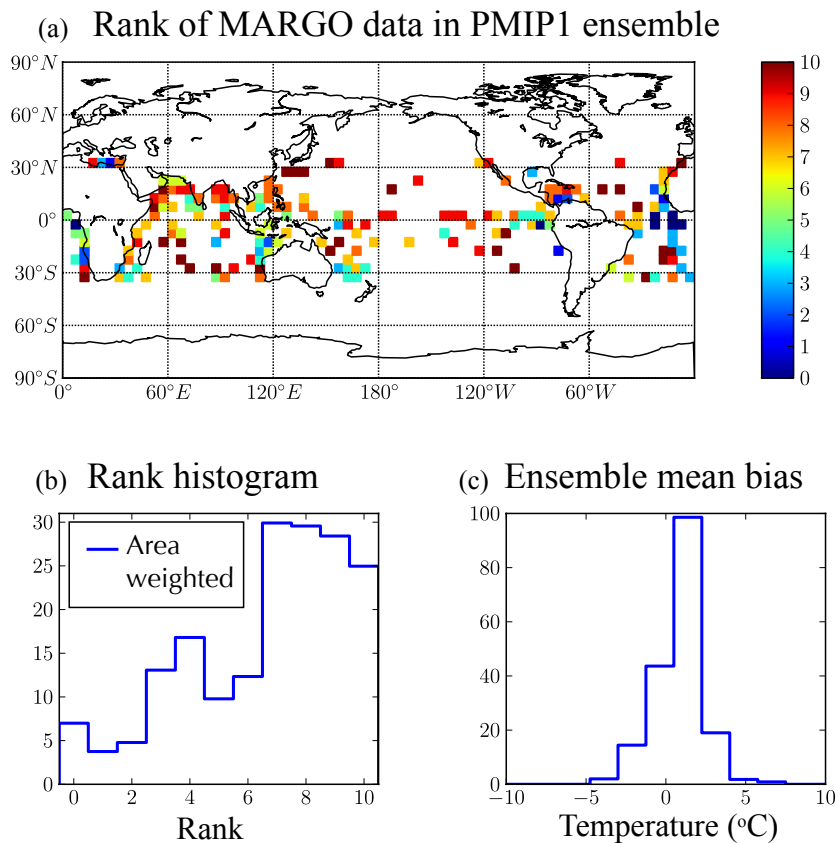 (a) Rank of MARGO data in PMIP1 ensemble
90°N
60°N
30°N
0°
30°S
60°S
90°S
0° 60°E 120°E 180° 120°W 60°W
10
9
8
7
6
5
4
3
2
1
0
(b) Rank histogram
Area
weighted
30
25
20
15
10
5
0
0 2 4 6 8 10
Rank
(c) Ensemble mean bias
100
80
60
40
20
0
−10 −5 0 5 10
Temperature (°C)